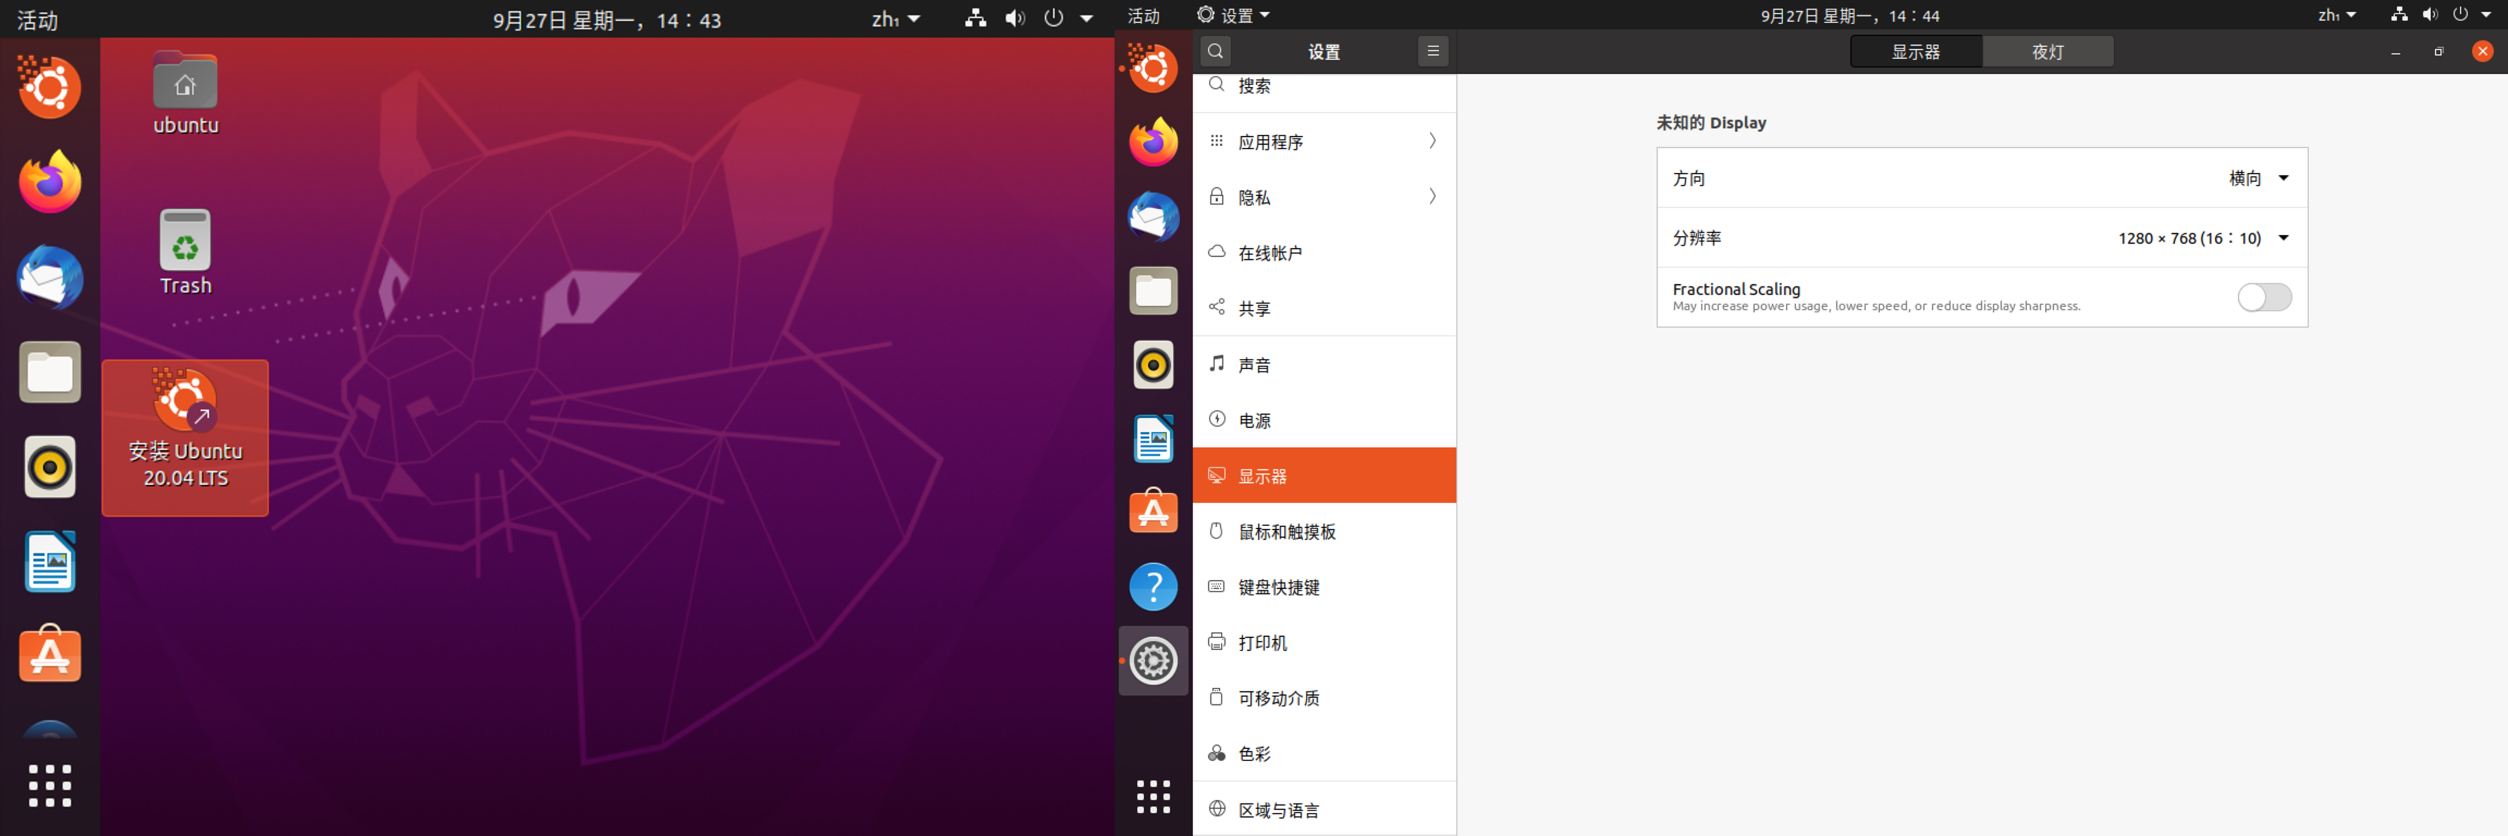 活动
9月27日 星期一，14：43
zh₁
ubuntu
Trash
安装 Ubuntu
20.04 LTS
活动
设置
9月27日 星期一，14：44
zh₁
设置
显示器
夜灯
搜索
应用程序
隐私
在线帐户
共享
声音
电源
显示器
鼠标和触摸板
键盘快捷键
打印机
可移动介质
色彩
区域与语言
未知的 Display
方向
横向
分辨率
1280 × 768 (16：10)
Fractional Scaling
May increase power usage, lower speed, or reduce display sharpness.